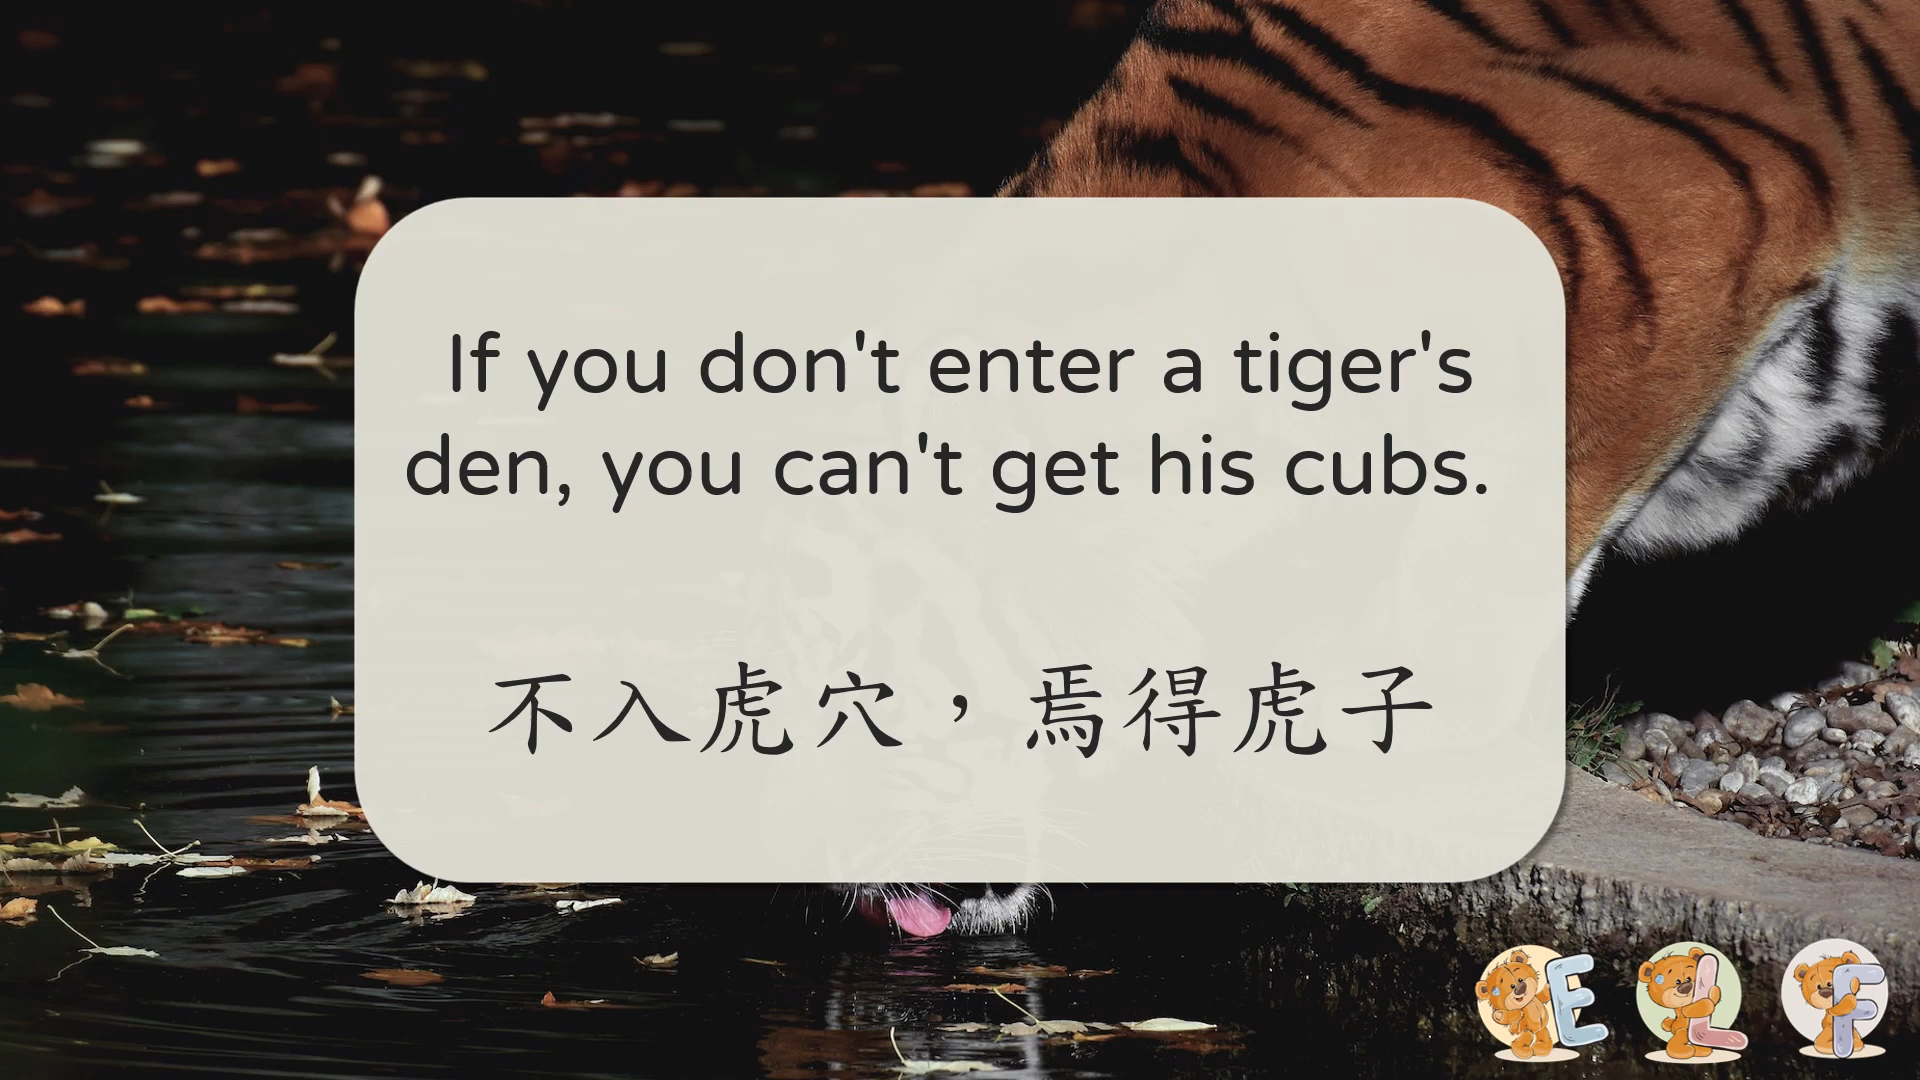 If you don't enter a tiger's
den, you can't get his cubs.
不入虎穴，焉得虎子
E L F